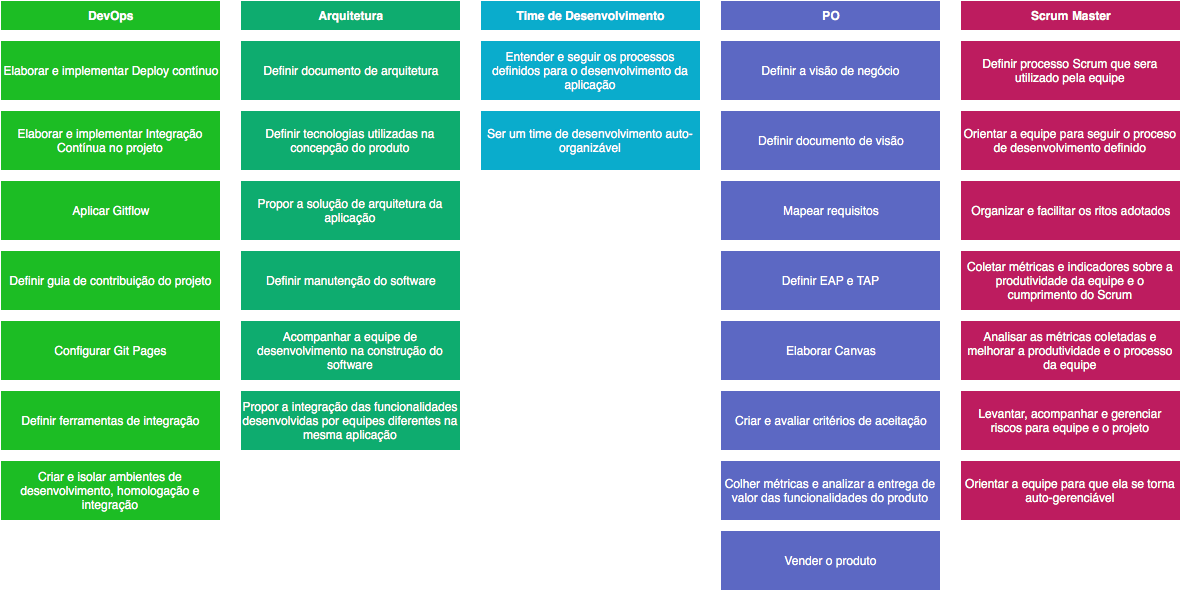 DevOps
Elaborar e implementar Deploy contínuo
Elaborar e implementar Integração
Contínua no projeto
Aplicar Gitflow
Definir guia de contribuição do projeto
Configurar Git Pages
Definir ferramentas de integração
Criar e isolar ambientes de
desenvolvimento, homologação e
integração
Arquitetura
Definir documento de arquitetura
Definir tecnologias utilizadas na
concepção do produto
Propor a solução de arquitetura da
aplicação
Definir manutenção do software
Acompanhar a equipe de
desenvolvimento na construção do
software
Propor a integração das funcionalidades
desenvolvidas por equipes diferentes na
mesma aplicação
Time de Desenvolvimento
Entender e seguir os processos
definidos para o desenvolvimento da
aplicação
Ser um time de desenvolvimento auto-
organizável
PO
Definir a visão de negócio
Definir documento de visão
Mapear requisitos
Definir EAP e TAP
Elaborar Canvas
Criar e avaliar critérios de aceitação
Colher métricas e analizar a entrega de
valor das funcionalidades do produto
Vender o produto
Scrum Master
Definir processo Scrum que sera
utilizado pela equipe
Orientar a equipe para seguir o proceso
de desenvolvimento definido
Organizar e facilitar os ritos adotados
Coletar métricas e indicadores sobre a
produtividade da equipe e o
cumprimento do Scrum
Analisar as métricas coletadas e
melhorar a produtividade e o processo
da equipe
Levantar, acompanhar e gerenciar
riscos para equipe e o projeto
Orientar a equipe para que ela se torna
auto-gerenciável